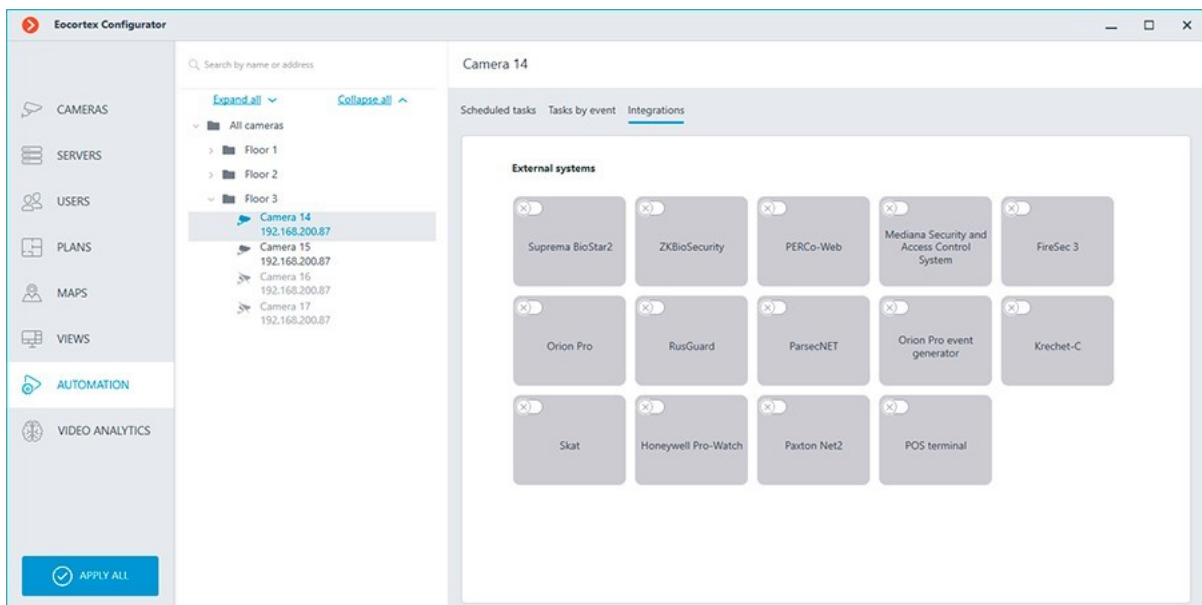 Eocortex Configurator
Search by name or address
Camera 14
Expand all
Collapse all
Scheduled tasks Tasks by event Integrations
CAMERAS
SERVERS
USERS
PLANS
MAPS
VIEWS
AUTOMATION
VIDEO ANALYTICS
APPLY ALL
All cameras
Floor 1
Floor 2
Floor 3
Camera 14
192.168.200.87
Camera 15
192.168.200.87
Camera 16
192.168.200.87
Camera 17
192.168.200.87
External systems
Suprema BioStar2
ZKBioSecurity
PERCo-Web
Mediana Security and
Access Control
System
FireSec 3
Orion Pro
RusGuard
ParsecNET
Orion Pro event
generator
Krechet-C
Skat
Honeywell Pro-Watch
Paxton Net2
POS terminal